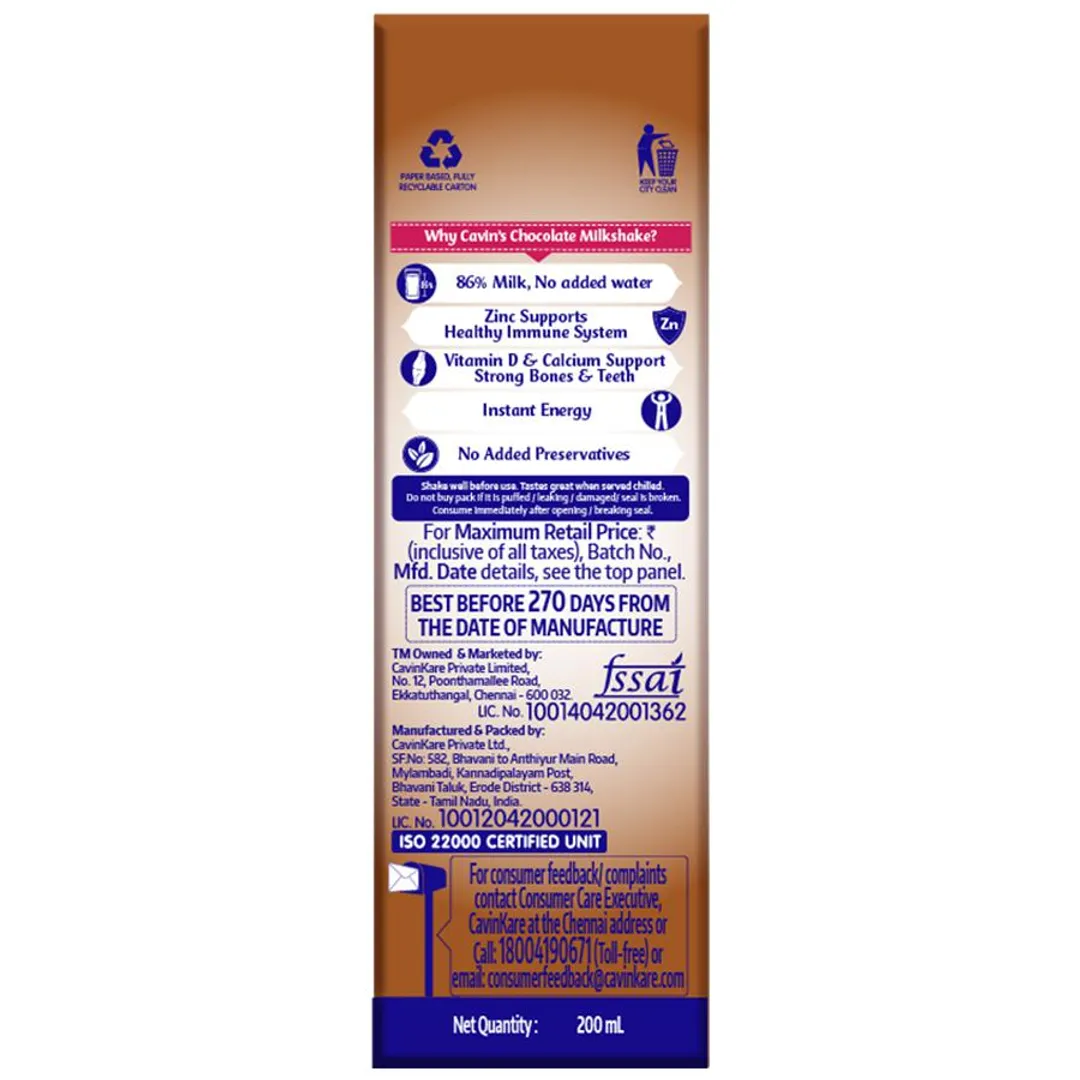 PAPER BASED, FULLY
RECYCLABLE CARTON
KEEP YOUR
CITY CLEAN
Why Cavin's Chocolate Milkshake?
86% Milk, No added water
Zinc Supports
Healthy Immune System
Zn
Vitamin D & Calcium Support
Strong Bones & Teeth
Instant Energy
No Added Preservatives
Shake well before use. Tastes great when served chilled.
Do not buy pack if it is puffed / leaking / damaged/ seal is broken.
Consume immediately after opening / breaking seal.
For Maximum Retail Price: ₹
(inclusive of all taxes), Batch No.,
Mfd. Date details, see the top panel.
BEST BEFORE 270 DAYS FROM
THE DATE OF MANUFACTURE
TM Owned & Marketed by:
CavinKare Private Limited,
No. 12, Poonthamallee Road,
Ekkatuthangal, Chennai - 600 032.
fssai
LIC. No. 10014042001362
Manufactured & Packed by:
CavinKare Private Ltd.,
SF.No: 582, Bhavani to Anthiyur Main Road,
Mylambadi, Kannadipalayam Post,
Bhavani Taluk, Erode District - 638 314,
State - Tamil Nadu, India.
LIC. No. 10012042000121
ISO 22000 CERTIFIED UNIT
For consumer feedback/ complaints
contact Consumer Care Executive,
CavinKare at the Chennai address or
Call: 18004190671 (Toll-free) or
email: consumerfeedback@cavinkare.com
Net Quantity : 200 mL